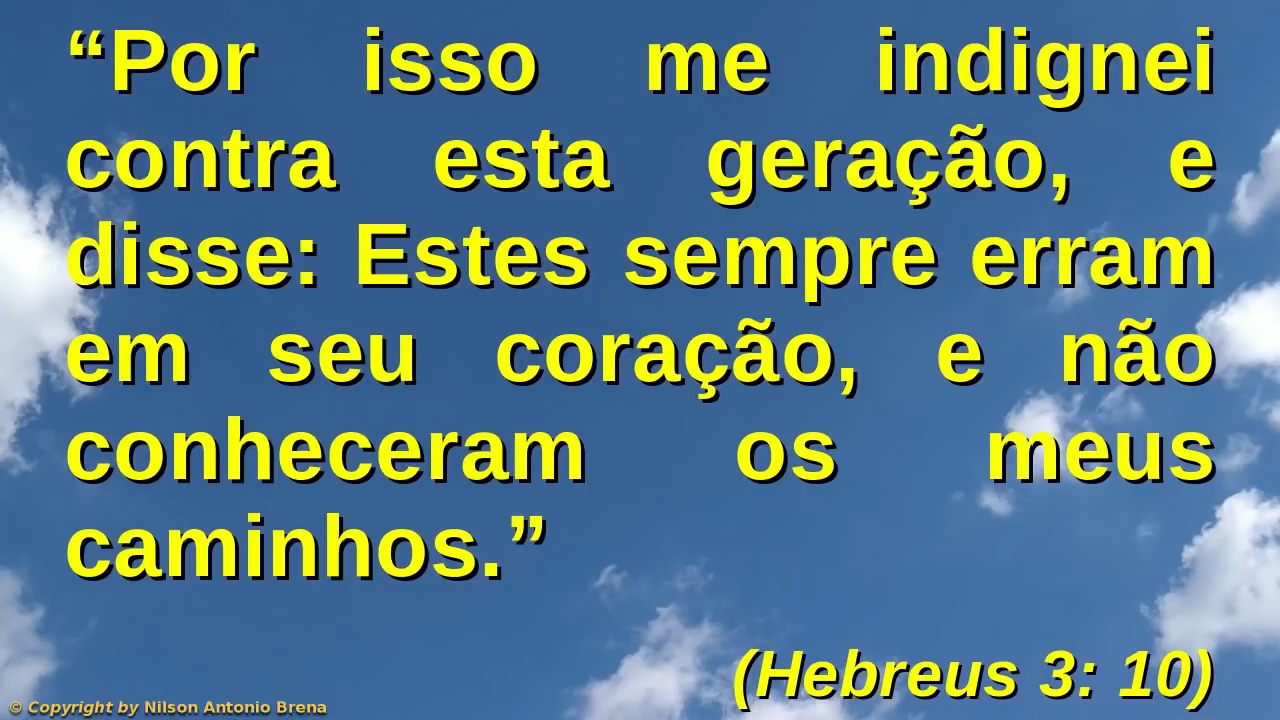 “Por isso me indignei
contra esta geração, e
disse: Estes sempre erram
em seu coração, e não
conheceram os meus
caminhos.”
(Hebreus 3: 10)
© Copyright by Nilson Antonio Brena